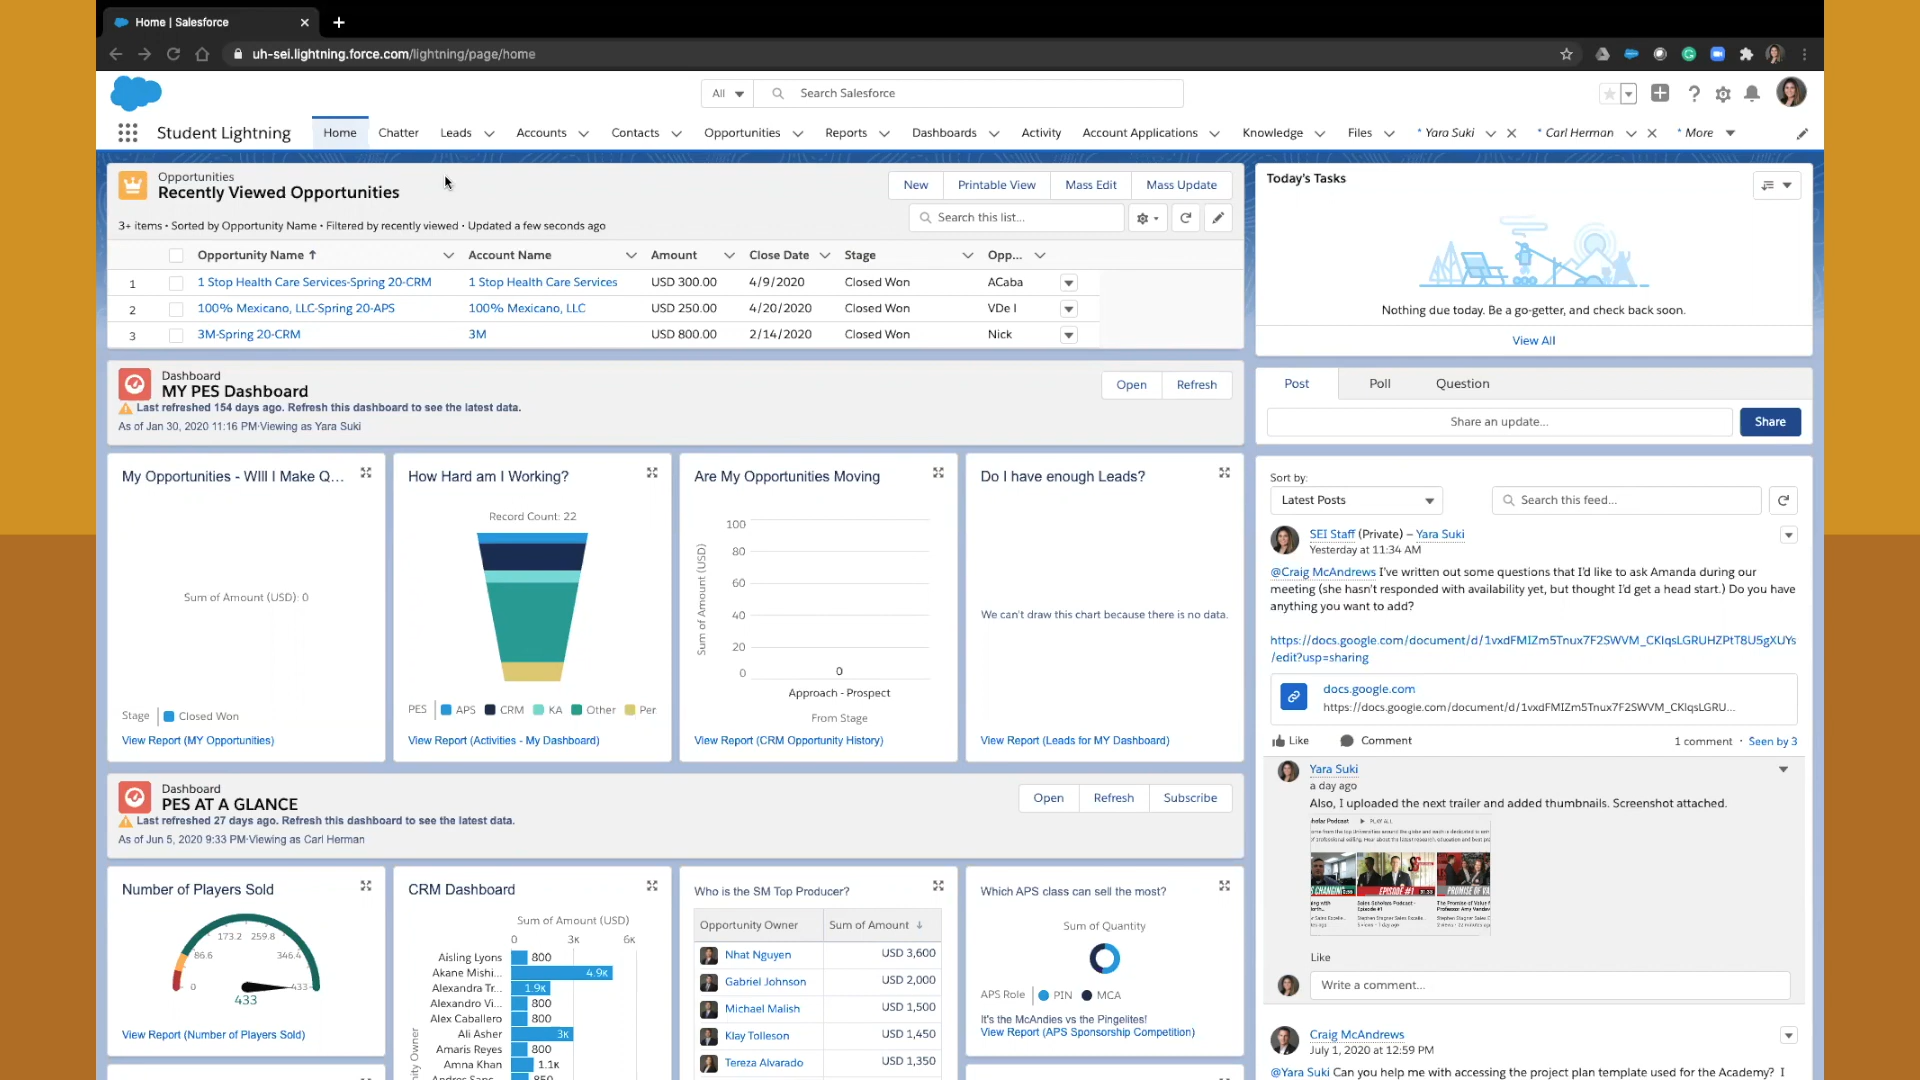 Home | Salesforce
uh-sei.lightning.force.com/lightning/page/home
All
Search Salesforce
Student Lightning
Home
Chatter
Leads
Accounts
Contacts
Opportunities
Reports
Dashboards
Activity
Account Applications
Knowledge
Files
* Yara Suki
* Carl Herman
* More
Opportunities
Recently Viewed Opportunities
New
Printable View
Mass Edit
Mass Update
3+ items • Sorted by Opportunity Name • Filtered by recently viewed • Updated a few seconds ago
Search this list...
Opportunity Name ↑ Account Name Amount Close Date Stage Opp...
1 1 Stop Health Care Services-Spring 20-CRM 1 Stop Health Care Services USD 300.00 4/9/2020 Closed Won ACaba
2 100% Mexicano, LLC-Spring 20-APS 100% Mexicano, LLC USD 250.00 4/20/2020 Closed Won VDe l
3 3M-Spring 20-CRM 3M USD 800.00 2/14/2020 Closed Won Nick
Dashboard
MY PES Dashboard
Last refreshed 154 days ago. Refresh this dashboard to see the latest data.
As of Jan 30, 2020 11:16 PM·Viewing as Yara Suki
Open
Refresh
My Opportunities - WIll I Make Q...
Sum of Amount (USD): 0
Stage
Closed Won
View Report (MY Opportunities)
How Hard am I Working?
Record Count: 22
PES
APS CRM KA Other Per
View Report (Activities - My Dashboard)
Are My Opportunities Moving
Sum of Amount (USD)
100
80
60
40
20
0
0
Approach - Prospect
From Stage
View Report (CRM Opportunity History)
Do I have enough Leads?
We can't draw this chart because there is no data.
View Report (Leads for MY Dashboard)
Dashboard
PES AT A GLANCE
Last refreshed 27 days ago. Refresh this dashboard to see the latest data.
As of Jun 5, 2020 9:33 PM·Viewing as Carl Herman
Open
Refresh
Subscribe
Number of Players Sold
173.2 259.8
86.6 346.4
0 433
433
View Report (Number of Players Sold)
CRM Dashboard
Sum of Amount (USD)
0 3K 6K
Aisling Lyons 800
Akane Mishi... 4.9K
Alexandra Tr... 1.9K
Alexandro Vi... 800
Alex Caballero 800
Ali Asher 3K
Amaris Reyes 800
Amna Khan 1.1K
Andres Sans... 850
Who is the SM Top Producer?
Opportunity Owner Sum of Amount ↓
Nhat Nguyen USD 3,600
Gabriel Johnson USD 2,000
Michael Malish USD 1,500
Klay Tolleson USD 1,450
Tereza Alvarado USD 1,350
Which APS class can sell the most?
Sum of Quantity
APS Role
PIN MCA
It's the McAndies vs the Pingelites!
View Report (APS Sponsorship Competition)
Today's Tasks
Nothing due today. Be a go-getter, and check back soon.
View All
Post
Poll
Question
Share an update...
Share
Sort by:
Latest Posts
Search this feed...
SEI Staff (Private) – Yara Suki
Yesterday at 11:34 AM
@Craig McAndrews I've written out some questions that I'd like to ask Amanda during our
meeting (she hasn't responded with availability yet, but thought I'd get a head start.) Do you have
anything you want to add?
https://docs.google.com/document/d/1vxdFMIZm5Tnux7F2SWVM_CKIqsLGRUHZPtT8U5gXUYs
/edit?usp=sharing
docs.google.com
https://docs.google.com/document/d/1vxdFMIZm5Tnux7F2SWVM_CKIqsLGRU...
Like
Comment
1 comment · Seen by 3
Yara Suki
a day ago
Also, I uploaded the next trailer and added thumbnails. Screenshot attached.
PLAY ALL
EPISODE #1
PROMISE OF VA
Like
Write a comment...
Craig McAndrews
July 1, 2020 at 12:59 PM
@Yara Suki Can you help me with accessing the project plan template used for the Academy? I